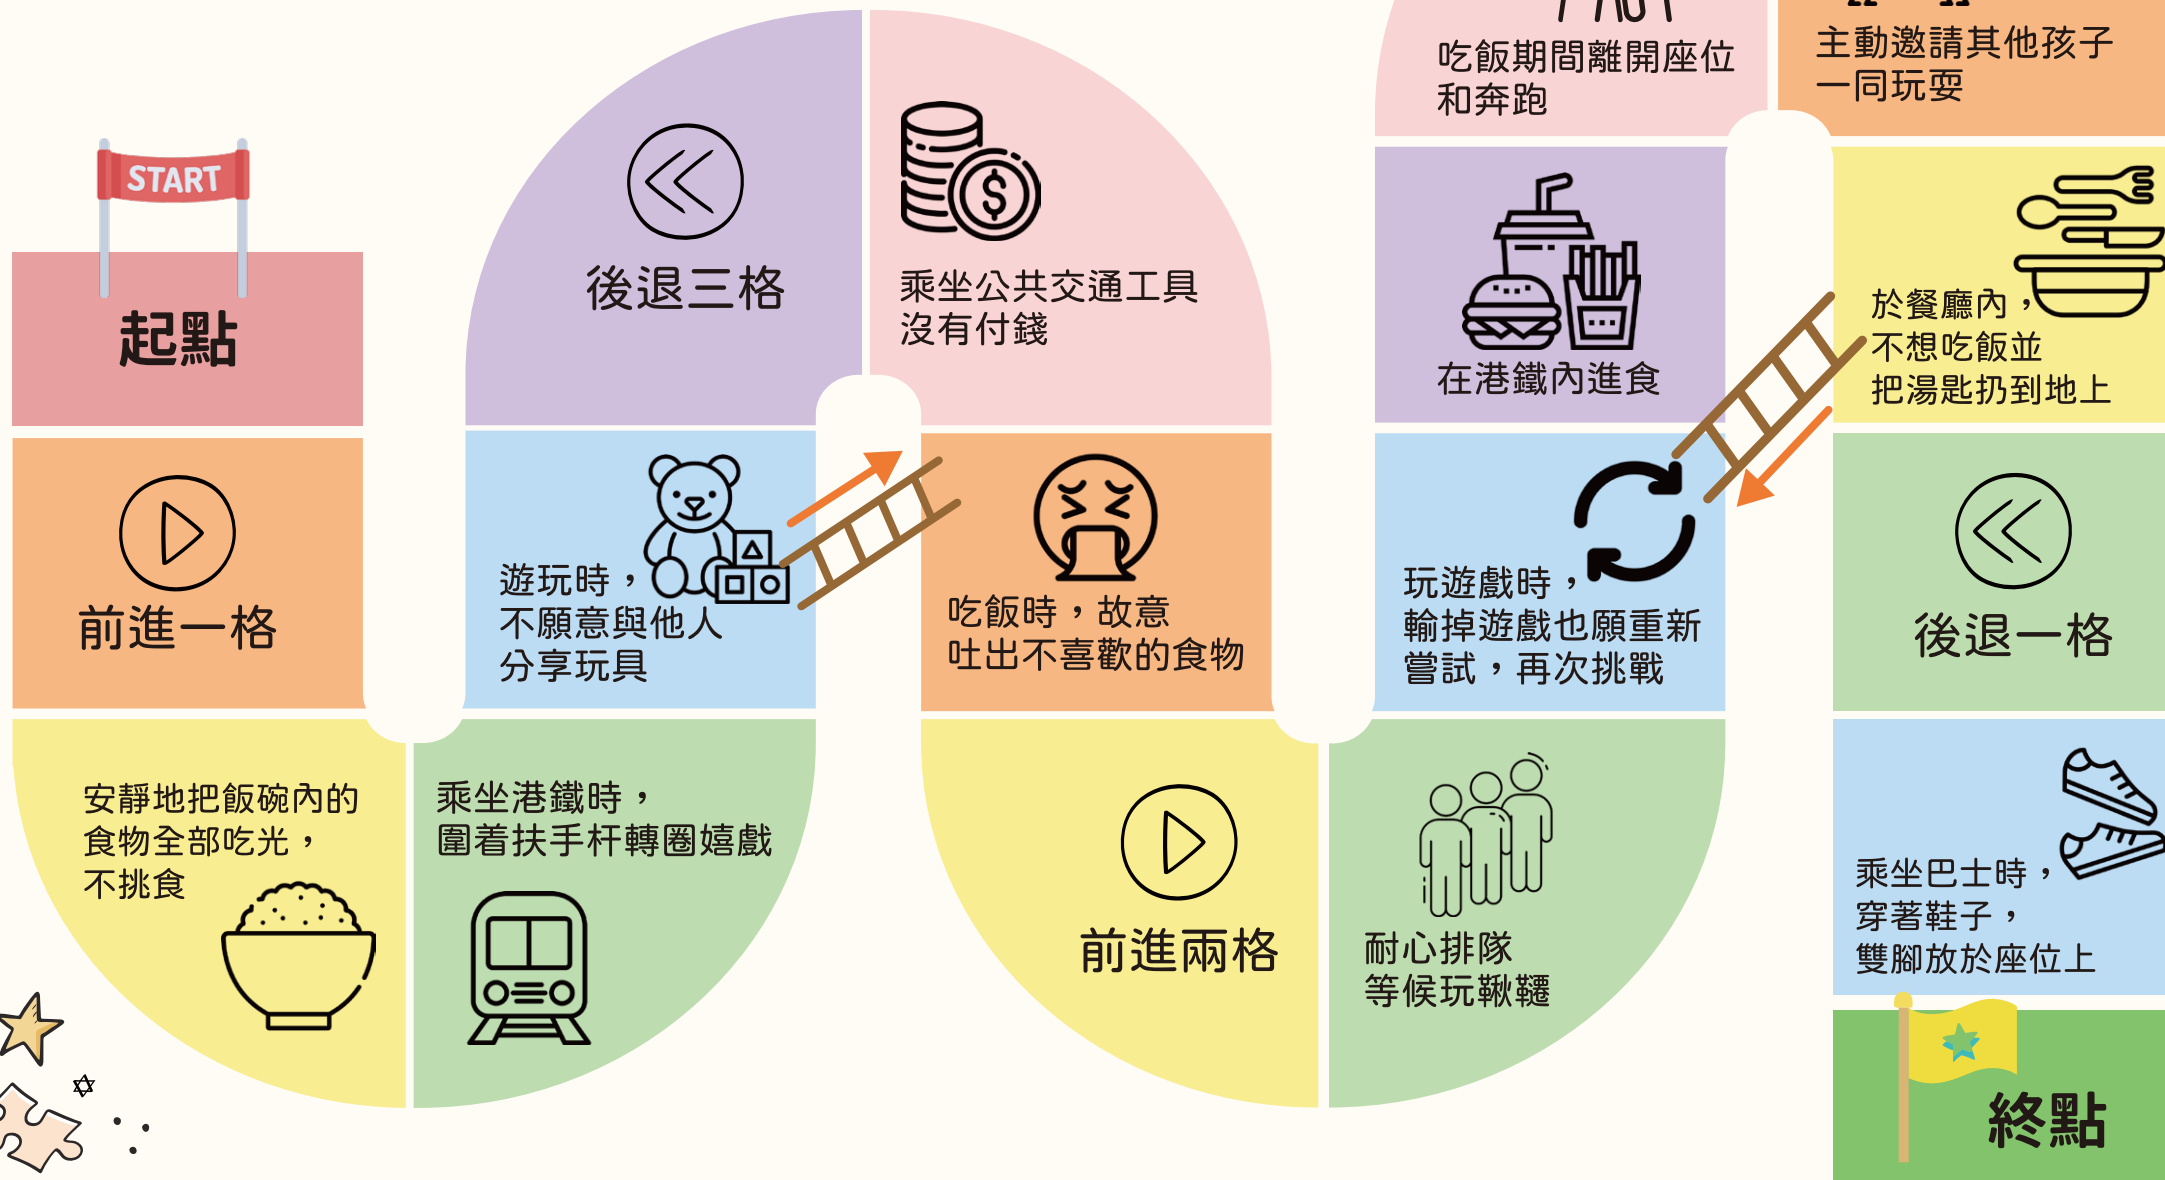 START
起點
前進一格
安靜地把飯碗內的
食物全部吃光，
不挑食
乘坐港鐵時，
圍着扶手杆轉圈嬉戲
遊玩時，
不願意與他人
分享玩具
後退三格
乘坐公共交通工具
沒有付錢
吃飯時，故意
吐出不喜歡的食物
前進兩格
耐心排隊
等候玩鞦韆
玩遊戲時，
輸掉遊戲也願重新
嘗試，再次挑戰
在港鐵內進食
吃飯期間離開座位
和奔跑
主動邀請其他孩子
一同玩耍
於餐廳內，
不想吃飯並
把湯匙扔到地上
後退一格
乘坐巴士時，
穿著鞋子，
雙腳放於座位上
終點